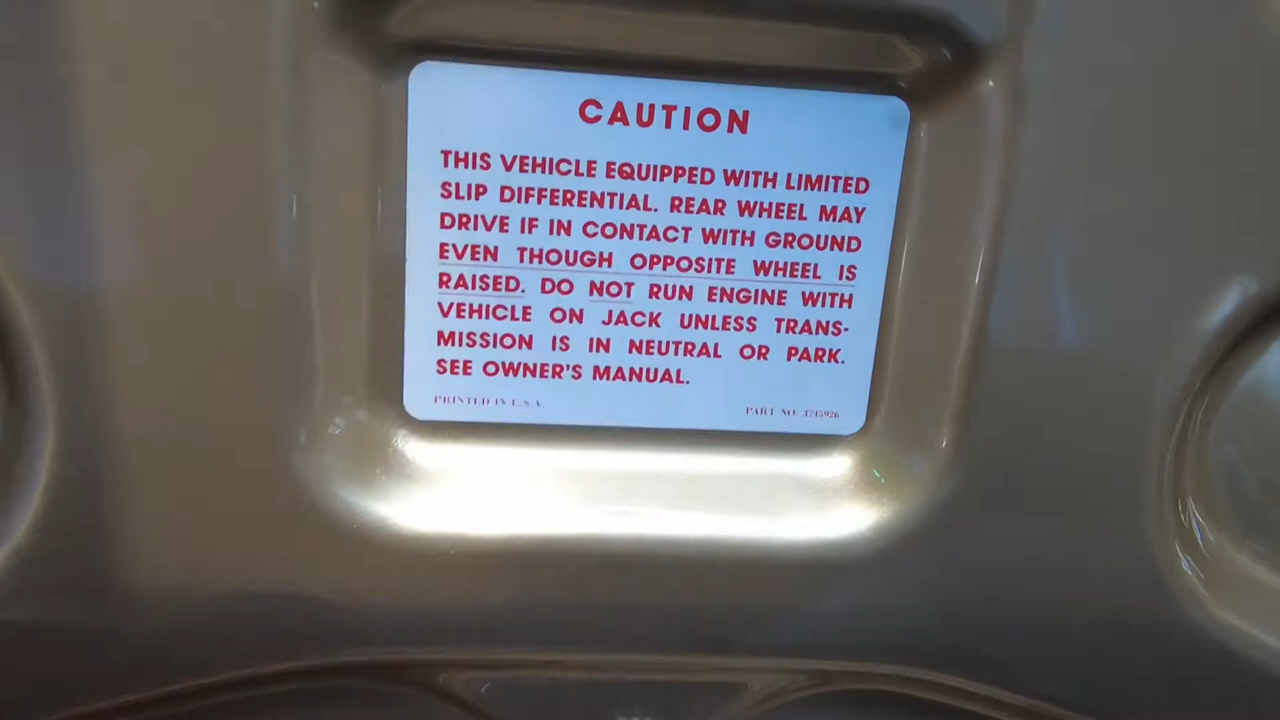 CAUTION
THIS VEHICLE EQUIPPED WITH LIMITED
SLIP DIFFERENTIAL. REAR WHEEL MAY
DRIVE IF IN CONTACT WITH GROUND
EVEN THOUGH OPPOSITE WHEEL IS
RAISED. DO NOT RUN ENGINE WITH
VEHICLE ON JACK UNLESS TRANS-
MISSION IS IN NEUTRAL OR PARK.
SEE OWNER'S MANUAL.
PRINTED IN U.S.A.
PART NO.